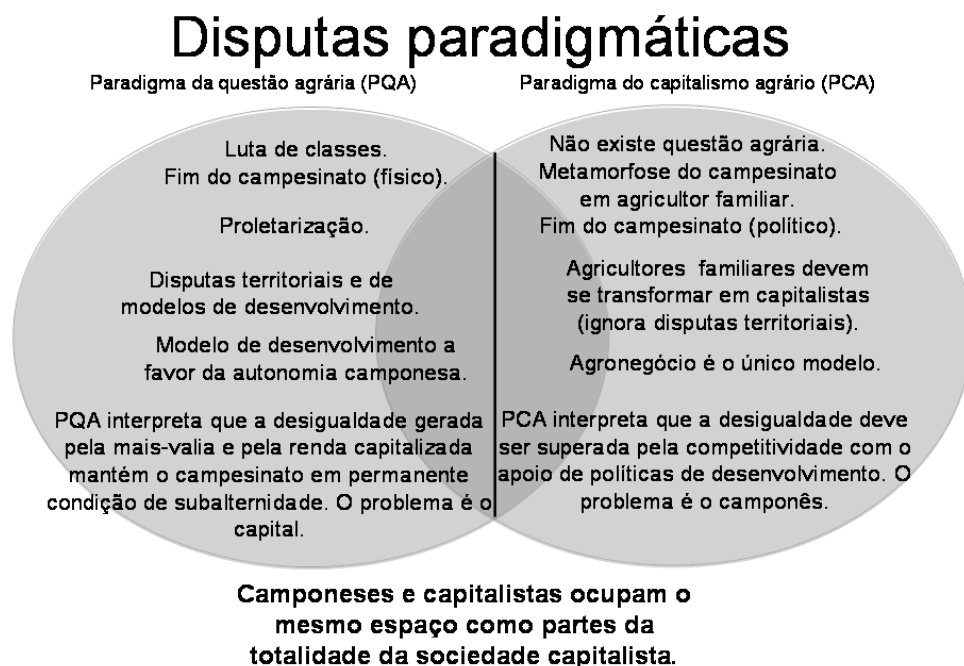 Disputas paradigmáticas
Paradigma da questão agrária (PQA)
Luta de classes.
Fim do campesinato (físico).
Proletarização.
Disputas territoriais e de
modelos de desenvolvimento.
Modelo de desenvolvimento a
favor da autonomia camponesa.
PQA interpreta que a desigualdade gerada
pela mais-valia e pela renda capitalizada
mantém o campesinato em permanente
condição de subalternidade. O problema é o
capital.
Paradigma do capitalismo agrário (PCA)
Não existe questão agrária.
Metamorfose do campesinato
em agricultor familiar.
Fim do campesinato (político).
Agricultores familiares devem
se transformar em capitalistas
(ignora disputas territoriais).
Agronegócio é o único modelo.
PCA interpreta que a desigualdade deve
ser superada pela competitividade com o
apoio de políticas de desenvolvimento. O
problema é o camponês.
Camponeses e capitalistas ocupam o
mesmo espaço como partes da
totalidade da sociedade capitalista.